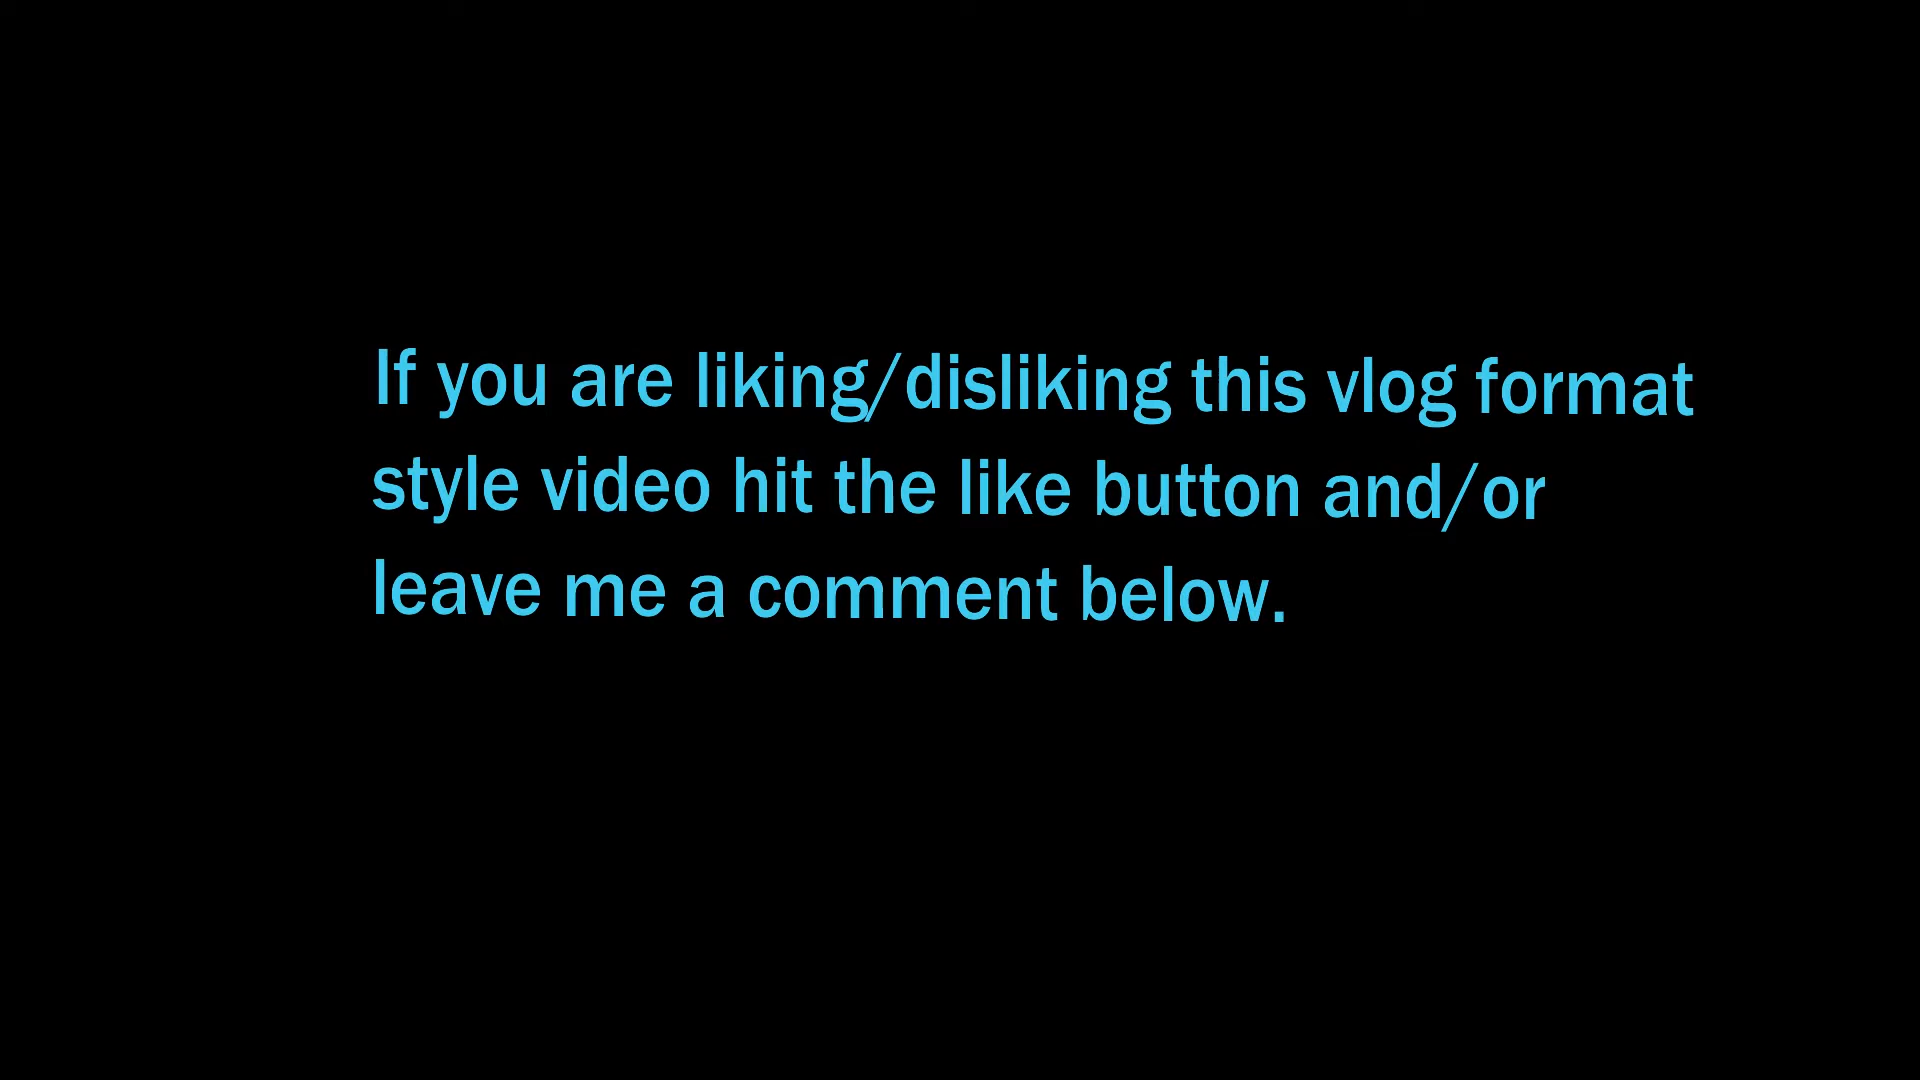 If you are liking/disliking this vlog format
style video hit the like button and/or
leave me a comment below.